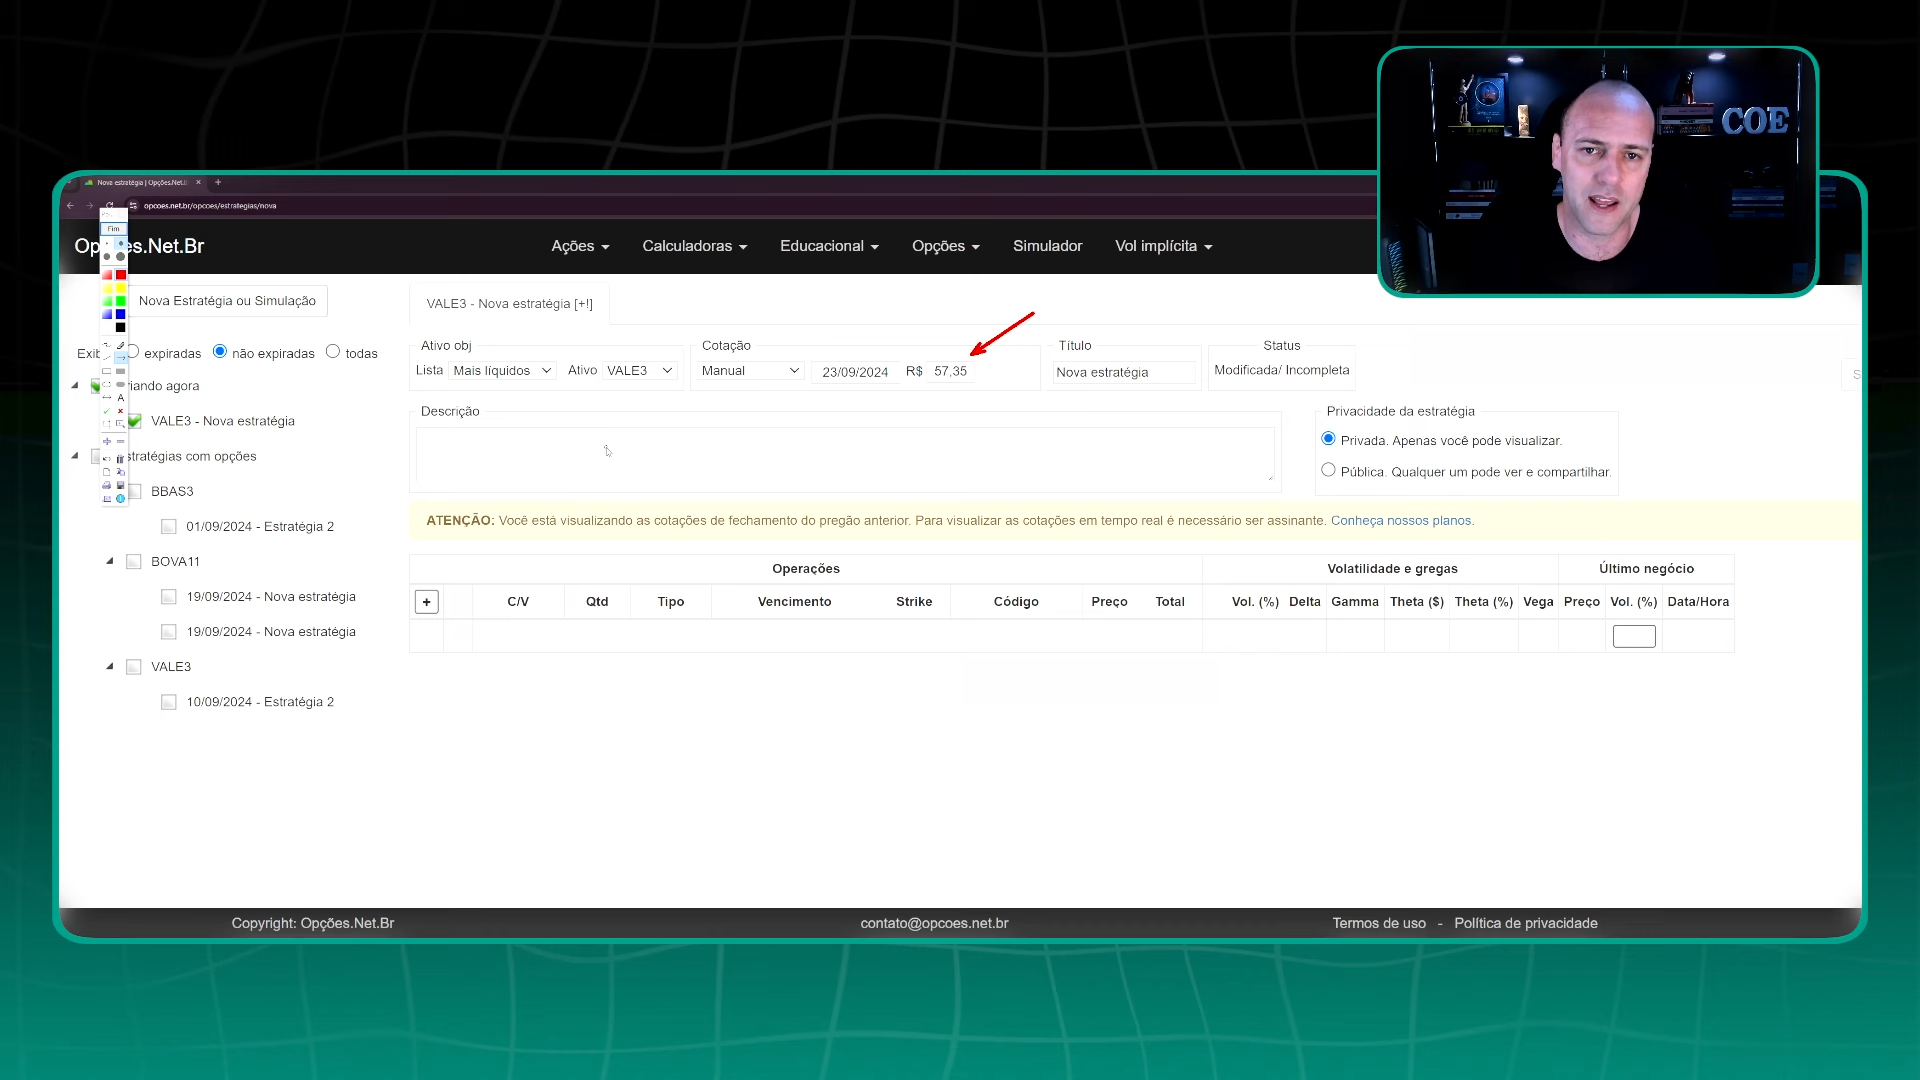 COE
Nova estratégia | Opções.Net.B
opcoes.net.br/opcoes/estrategias/nova
Fim
Op es.Net.Br
Ações
Calculadoras
Educacional
Opções
Simulador
Vol implícita
Nova Estratégia ou Simulação
VALE3 - Nova estratégia [+!]
Exib expiradas não expiradas todas
Ativo obj
Lista Mais líquidos Ativo VALE3
Cotação
Manual 23/09/2024 R$ 57,35
Título
Nova estratégia
Status
Modificada/ Incompleta
S
riando agora
VALE3 - Nova estratégia
stratégias com opções
BBAS3
01/09/2024 - Estratégia 2
BOVA11
19/09/2024 - Nova estratégia
19/09/2024 - Nova estratégia
VALE3
10/09/2024 - Estratégia 2
Descrição
Privacidade da estratégia
Privada. Apenas você pode visualizar.
Pública. Qualquer um pode ver e compartilhar.
ATENÇÃO: Você está visualizando as cotações de fechamento do pregão anterior. Para visualizar as cotações em tempo real é necessário ser assinante. Conheça nossos planos.
Operações Volatilidade e gregas Último negócio
+ C/V Qtd Tipo Vencimento Strike Código Preço Total Vol. (%) Delta Gamma Theta ($) Theta (%) Vega Preço Vol. (%) Data/Hora
Copyright: Opções.Net.Br
contato@opcoes.net.br
Termos de uso - Política de privacidade